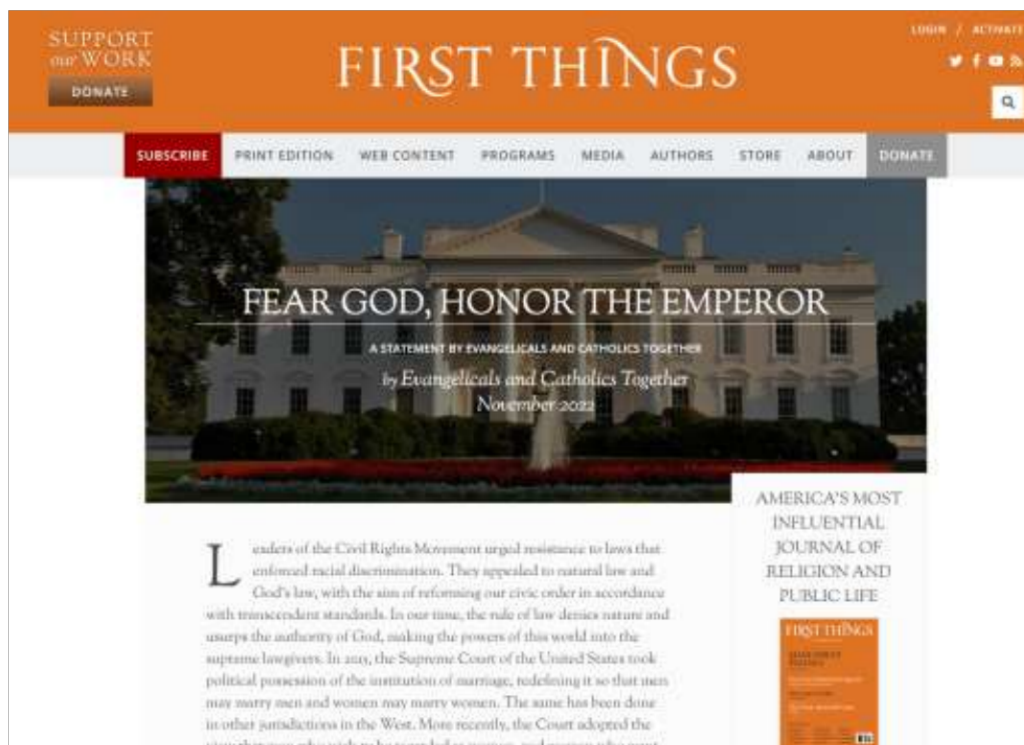 SUPPORT
our WORK
DONATE
FIRST THINGS
LOGIN / ACTIVATE
SUBSCRIBE PRINT EDITION WEB CONTENT PROGRAMS MEDIA AUTHORS STORE ABOUT DONATE
FEAR GOD, HONOR THE EMPEROR
A STATEMENT BY EVANGELICALS AND CATHOLICS TOGETHER
by Evangelicals and Catholics Together
November 2022
Leaders of the Civil Rights Movement urged resistance to laws that
enforced racial discrimination. They appealed to natural law and
God's law, with the aim of reforming our civic order in accordance
with transcendent standards. In our time, the rule of law denies nature and
usurps the authority of God, making the powers of this world into the
supreme lawgivers. In 2015, the Supreme Court of the United States took
political possession of the institution of marriage, redefining it so that men
may marry men and women may marry women. The same has been done
in other jurisdictions in the West. More recently, the Court adopted the
AMERICA'S MOST
INFLUENTIAL
JOURNAL OF
RELIGION AND
PUBLIC LIFE
FIRST THINGS